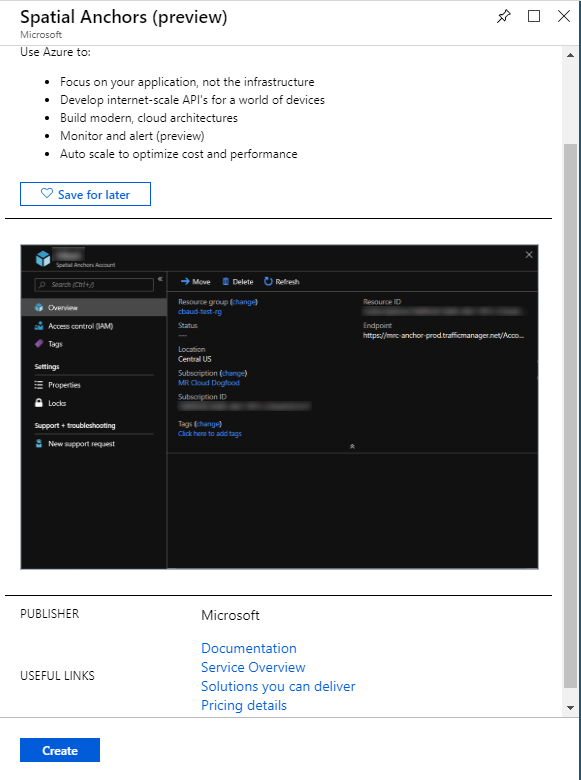 Spatial Anchors (preview)
Microsoft
Use Azure to:
Focus on your application, not the infrastructure
Develop internet-scale API's for a world of devices
Build modern, cloud architectures
Monitor and alert (preview)
Auto scale to optimize cost and performance
Save for later
Spatial Anchors Account
Search (Ctrl+/)
Overview
Access control (IAM)
Tags
Settings
Properties
Locks
Support + troubleshooting
New support request
Move Delete Refresh
Resource group (change)
cbaud-test-rg
Status
---
Location
Central US
Subscription (change)
MR Cloud Dogfood
Subscription ID
Tags (change)
Click here to add tags
Resource ID
Endpoint
https://mrc-anchor-prod.trafficmanager.net/Acco...
PUBLISHER Microsoft
USEFUL LINKS
Documentation
Service Overview
Solutions you can deliver
Pricing details
Create